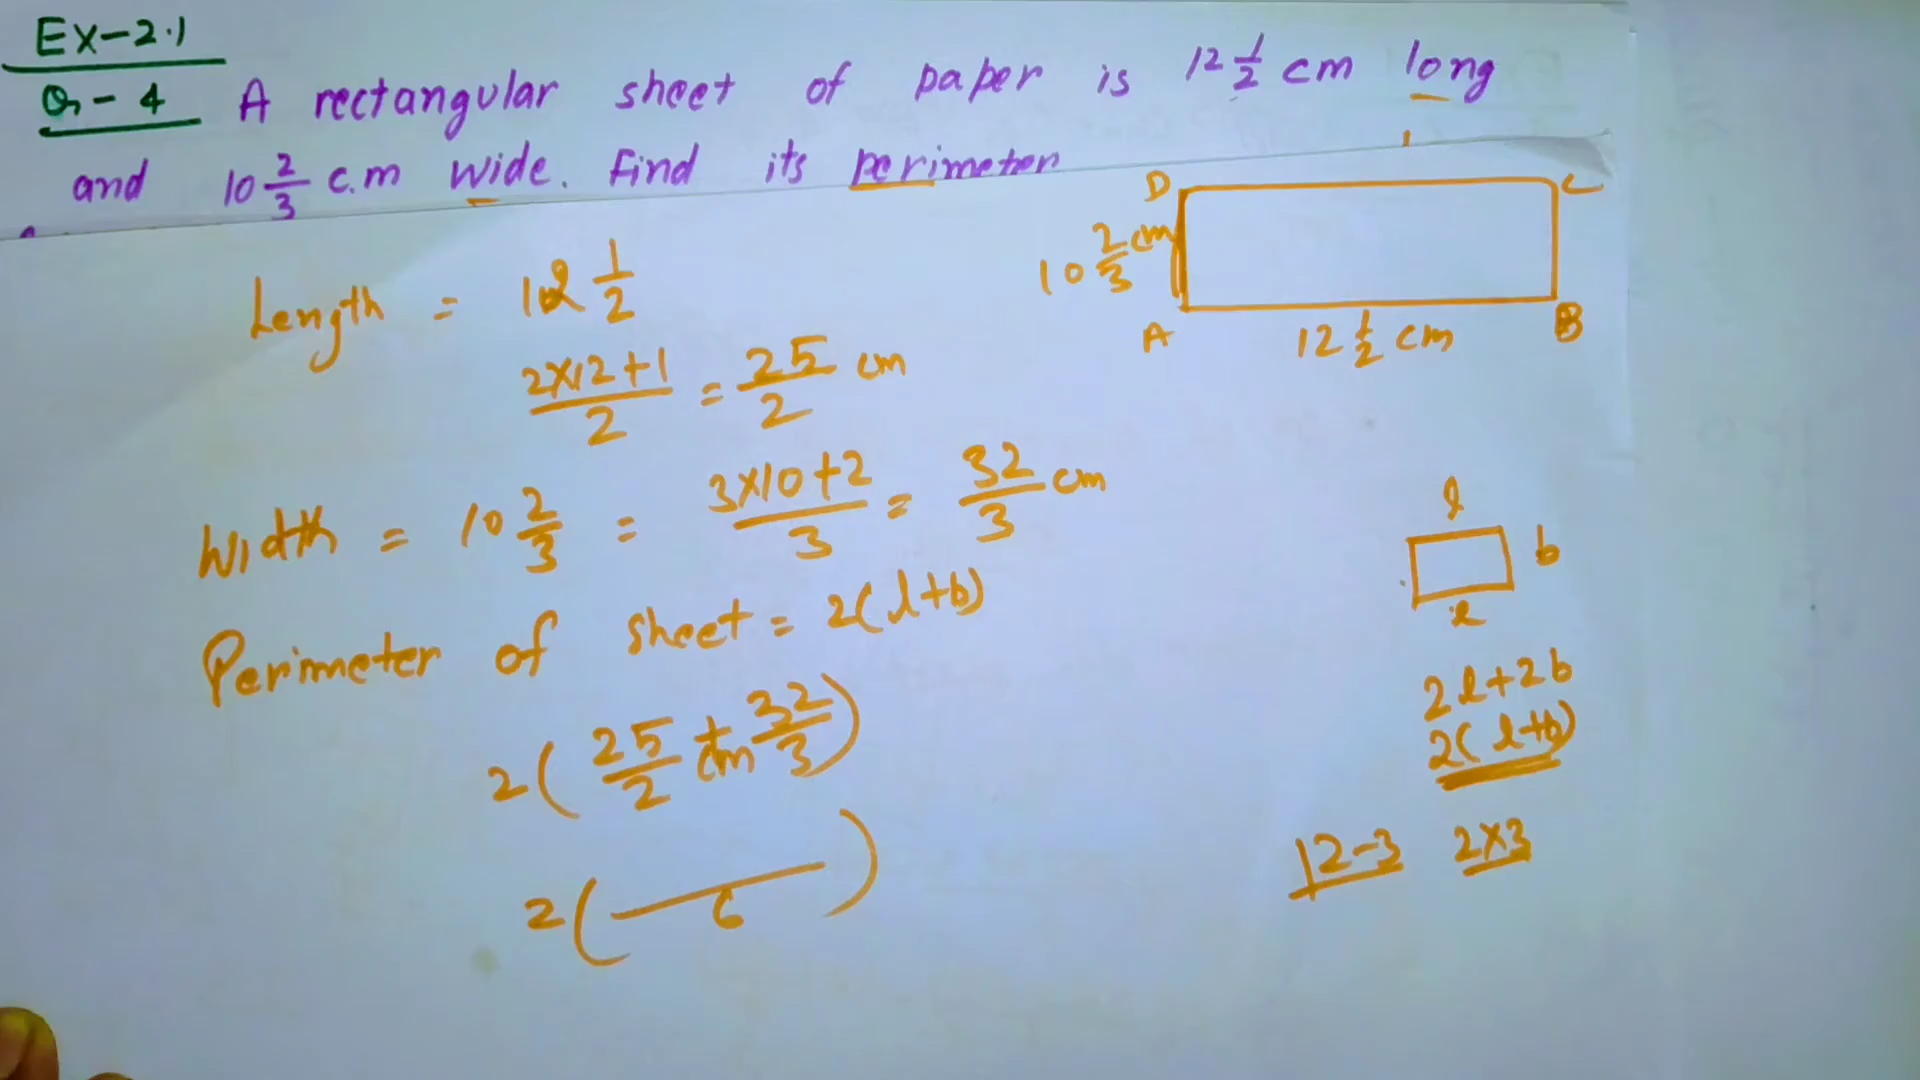 Ex-2.1
Q-4 A rectangular sheet of paper is 12 1/2 cm long
and 10 2/3 c.m wide. Find its perimeter
D C
10 2/3 cm
A 12 1/2 cm B
Length = 12 1/2
2×12+1/2 = 25/2 cm
Width = 10 2/3 = 3×10+2/3 = 32/3 cm
Perimeter of sheet = 2(l+b)
2(25/2 + 32/3)
2( /6)
l
b
l
2l+2b
2(l+b)
12-3 2×3